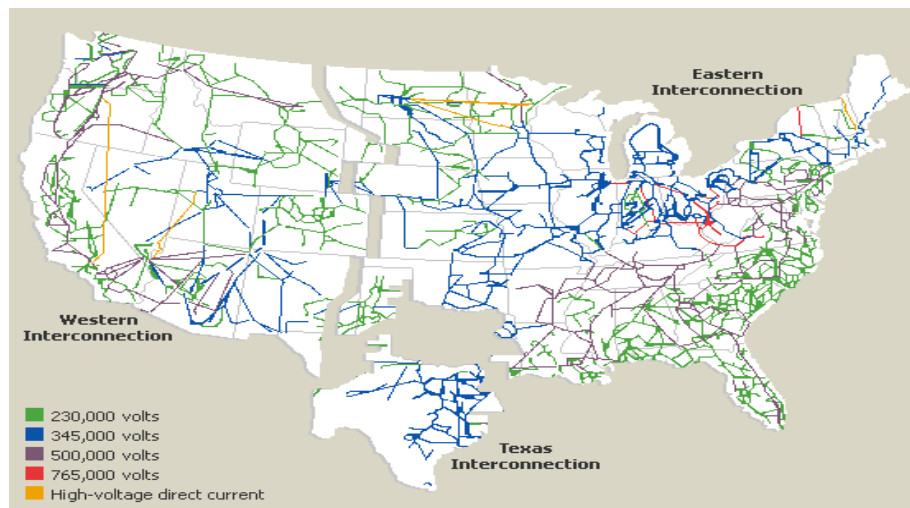 Eastern
Interconnection
Western
Interconnection
Texas
Interconnection
230,000 volts
345,000 volts
500,000 volts
765,000 volts
High-voltage direct current